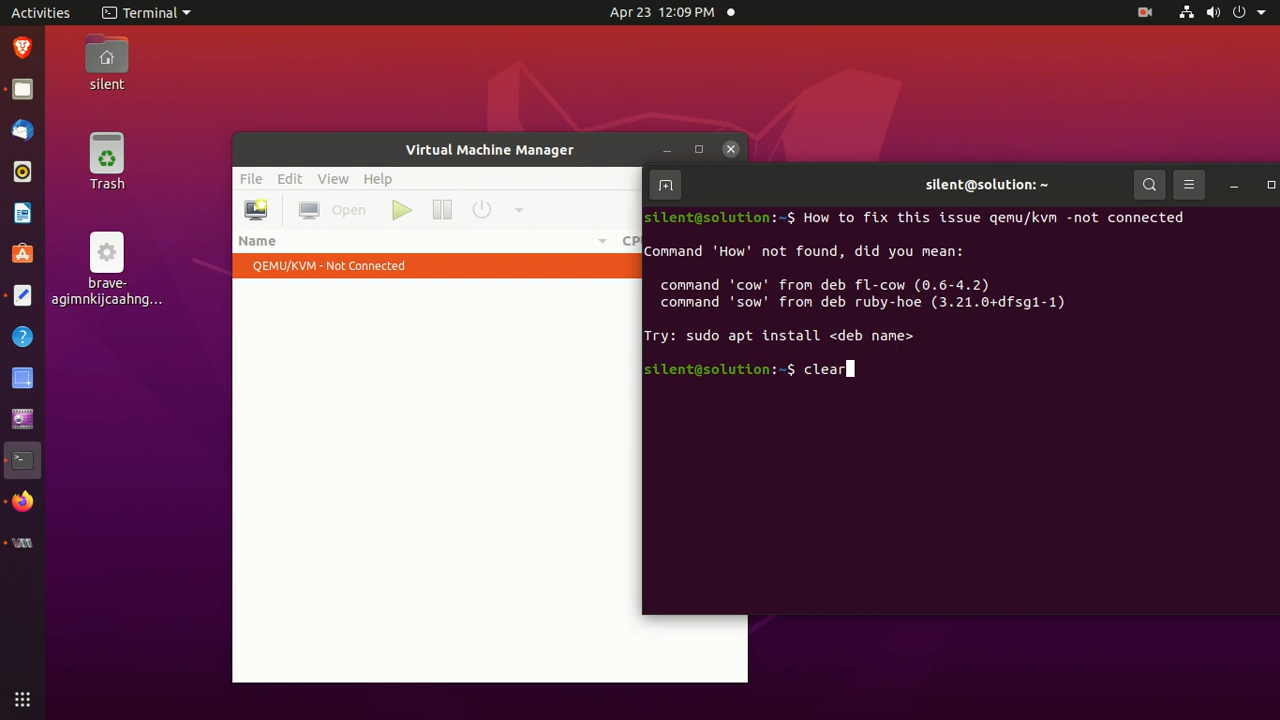 Activities
Terminal
Apr 23 12:09 PM
silent
Trash
brave-
agimnkijcaahng...
Virtual Machine Manager
File Edit View Help
Open
Name
CP
QEMU/KVM - Not Connected
silent@solution: ~
silent@solution:~$ How to fix this issue qemu/kvm -not connected
Command 'How' not found, did you mean:
command 'cow' from deb fl-cow (0.6-4.2)
command 'sow' from deb ruby-hoe (3.21.0+dfsg1-1)
Try: sudo apt install <deb name>
silent@solution:~$ clear